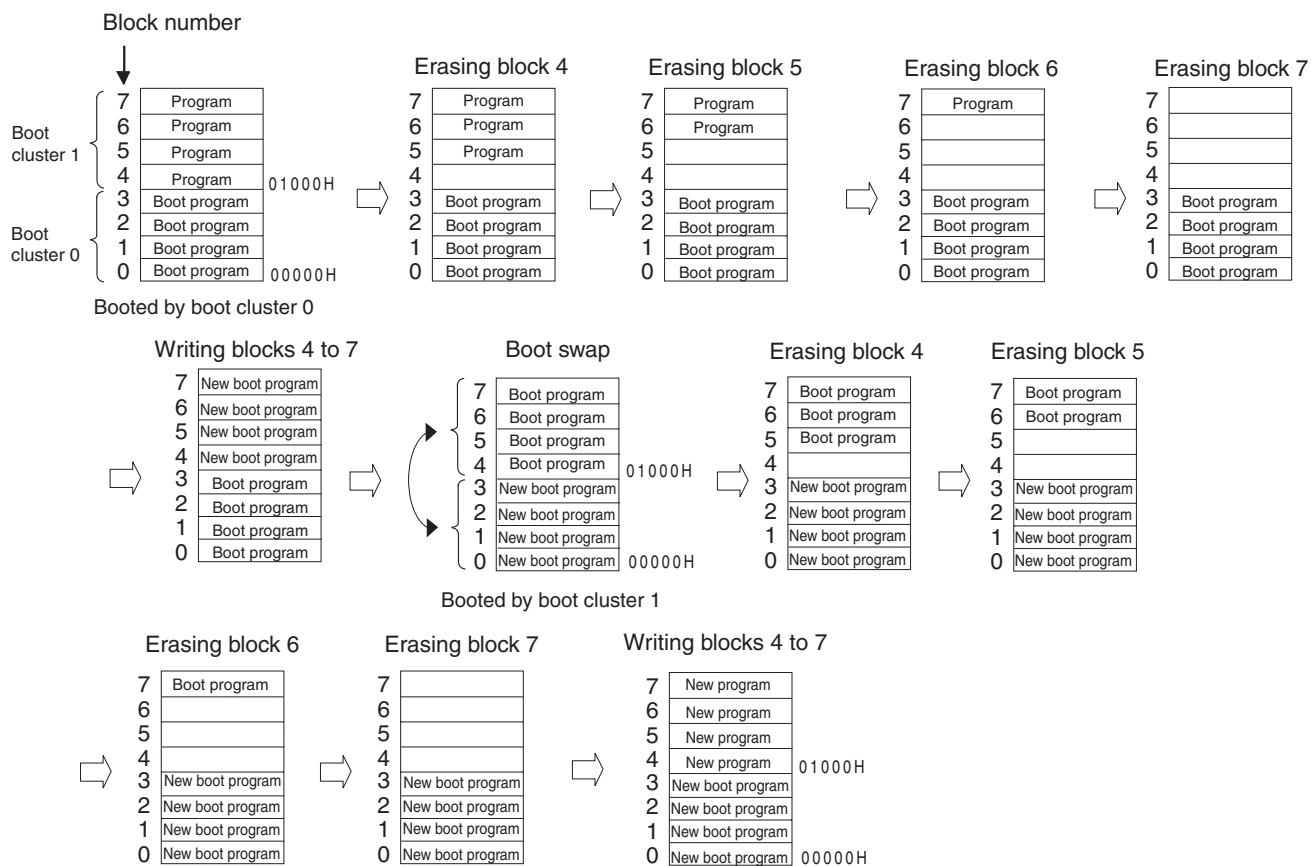 Block number
Erasing block 4
Erasing block 5
Erasing block 6
Erasing block 7
Boot
cluster 1
Boot
cluster 0
7 Program
6 Program
5 Program
4 Program
01000H
3 Boot program
2 Boot program
1 Boot program
0 Boot program
00000H
Booted by boot cluster 0
7 Program
6 Program
5 Program
4
3 Boot program
2 Boot program
1 Boot program
0 Boot program
7 Program
6 Program
5
4
3 Boot program
2 Boot program
1 Boot program
0 Boot program
7 Program
6
5
4
3 Boot program
2 Boot program
1 Boot program
0 Boot program
7
6
5
4
3 Boot program
2 Boot program
1 Boot program
0 Boot program
Writing blocks 4 to 7
7 New boot program
6 New boot program
5 New boot program
4 New boot program
3 Boot program
2 Boot program
1 Boot program
0 Boot program
Boot swap
7 Boot program
6 Boot program
5 Boot program
4 Boot program
01000H
3 New boot program
2 New boot program
1 New boot program
0 New boot program
00000H
Booted by boot cluster 1
Erasing block 4
7 Boot program
6 Boot program
5 Boot program
4
3 New boot program
2 New boot program
1 New boot program
0 New boot program
Erasing block 5
7 Boot program
6 Boot program
5
4
3 New boot program
2 New boot program
1 New boot program
0 New boot program
Erasing block 6
7 Boot program
6
5
4
3 New boot program
2 New boot program
1 New boot program
0 New boot program
Erasing block 7
7
6
5
4
3 New boot program
2 New boot program
1 New boot program
0 New boot program
Writing blocks 4 to 7
7 New program
6 New program
5 New program
4 New program
01000H
3 New boot program
2 New boot program
1 New boot program
0 New boot program
00000H